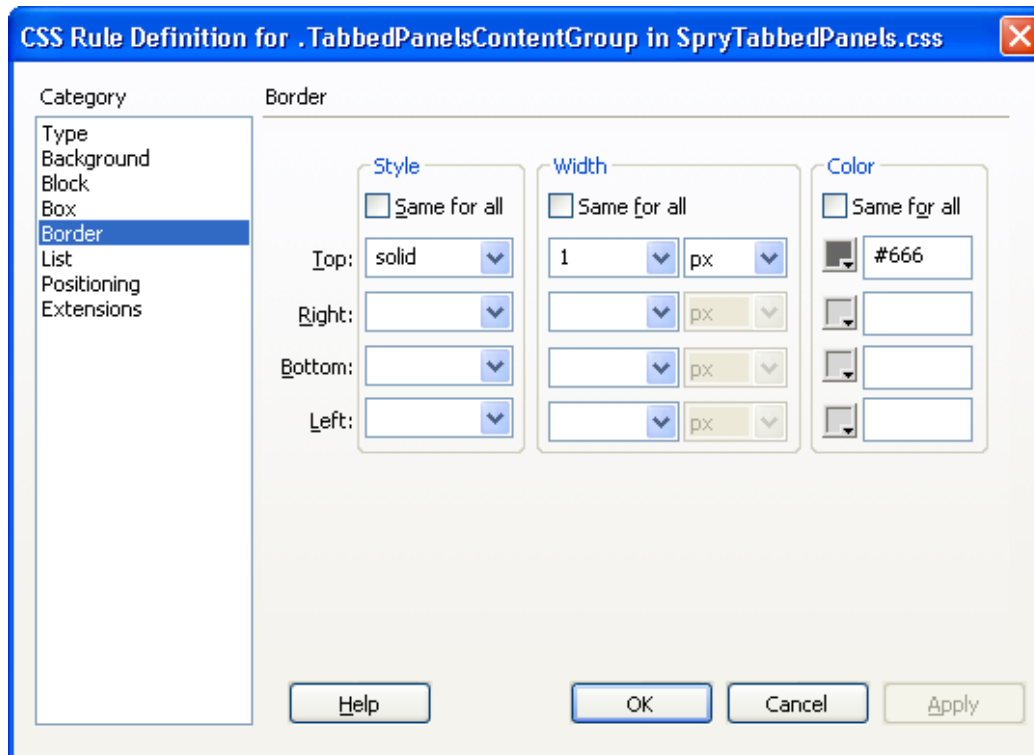 CSS Rule Definition for .TabbedPanelsContentGroup in SpryTabbedPanels.css
Category
Border
Type
Background
Block
Box
Border
List
Positioning
Extensions
Style Width Color
Same for all Same for all Same for all
Top: solid 1 px #666
Right: px
Bottom: px
Left: px
Help OK Cancel Apply